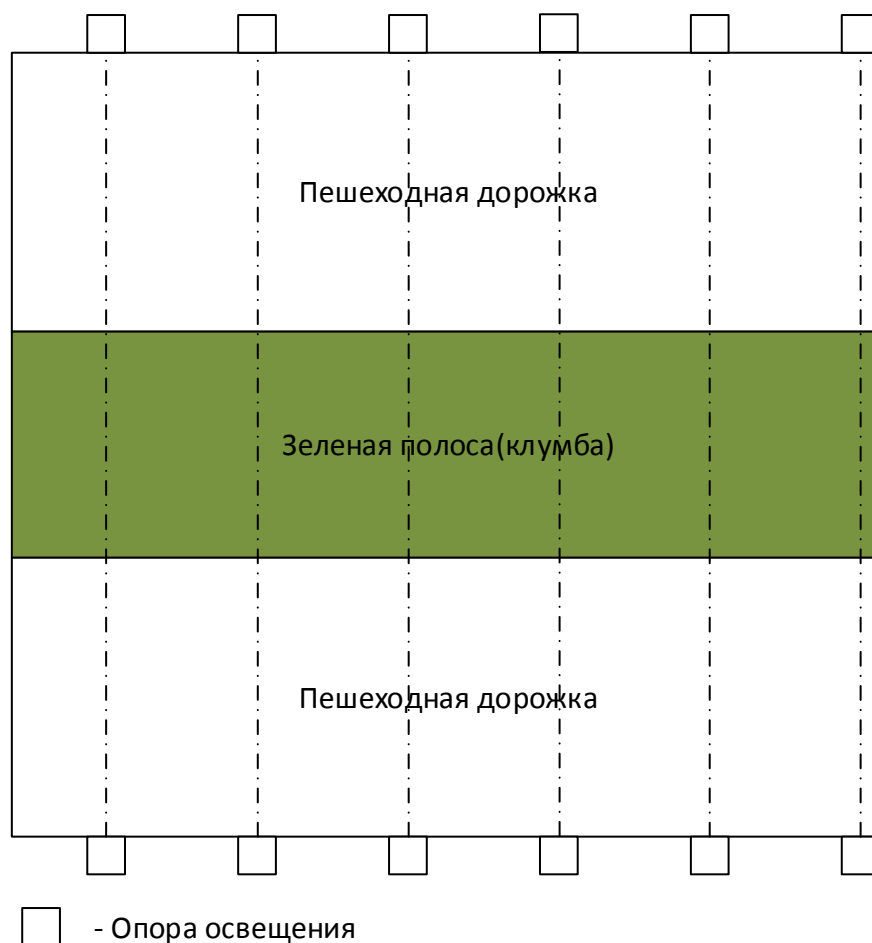 Пешеходная дорожка
Зеленая полоса(клумба)
Пешеходная дорожка
- Опора освещения